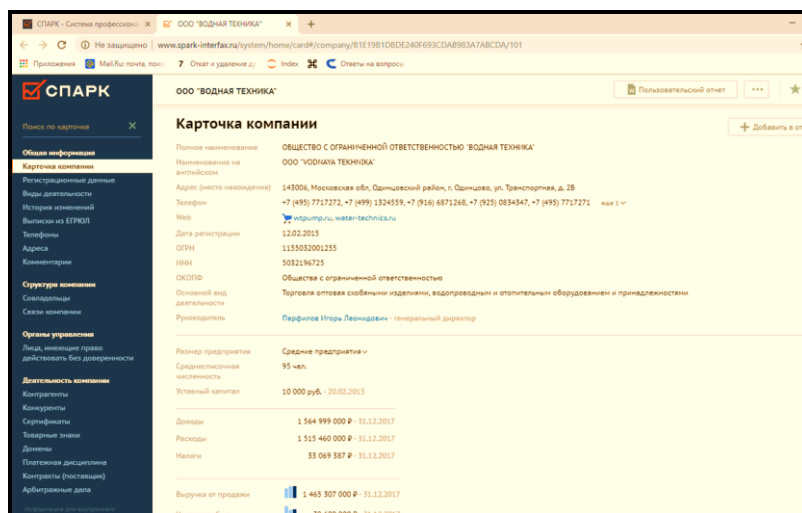 СПАРК - Система профессиона
ООО "ВОДНАЯ ТЕХНИКА"
Не защищено www.spark-interfax.ru/system/home/card#/company/B1E19B1DBDE240F693CDAB983A7ABCDA/101
Приложения Mail.Ru: почта, пои Откат и удаление др Index Ответы на вопросы
СПАРК
ООО "ВОДНАЯ ТЕХНИКА"
Пользовательский отчет
Поиск по карточке
Карточка компании
Добавить в от
Общая информация
Карточка компании
Регистрационные данные
Виды деятельности
История изменений
Выписки из ЕГРЮЛ
Телефоны
Адреса
Комментарии
Структура компании
Совладельцы
Связи компании
Органы управления
Лица, имеющие право
действовать без доверенности
Деятельность компании
Контрагенты
Конкуренты
Сертификаты
Товарные знаки
Домены
Платежная дисциплина
Контракты (поставщик)
Арбитражные дела
Полное наименование ОБЩЕСТВО С ОГРАНИЧЕННОЙ ОТВЕТСТВЕННОСТЬЮ "ВОДНАЯ ТЕХНИКА"
Наименование на
английском
ООО "VODNAYA TEKHNIKA"
Адрес (место нахождения) 143006, Московская обл, Одинцовский район, г. Одинцово, ул. Транспортная, д. 2Б
Телефон +7 (495) 7717272, +7 (499) 1324559, +7 (916) 6871268, +7 (925) 0834347, +7 (495) 7717271 еще 1
Web wtpump.ru, water-technics.ru
Дата регистрации 12.02.2015
ОГРН 1155032001255
ИНН 5032196725
ОКОПФ Общества с ограниченной ответственностью
Основной вид
деятельности
Торговля оптовая скобяными изделиями, водопроводным и отопительным оборудованием и принадлежностями
Руководитель Перфилов Игорь Леонидович - генеральный директор
Размер предприятия Средние предприятия
Среднесписочная
численность
95 чел.
Уставный капитал 10 000 руб. - 20.02.2015
Доходы 1 564 999 000 ₽ - 31.12.2017
Расходы 1 515 460 000 ₽ - 31.12.2017
Налоги 33 069 387 ₽ - 31.12.2017
Выручка от продажи 1 465 307 000 ₽ - 31.12.2017